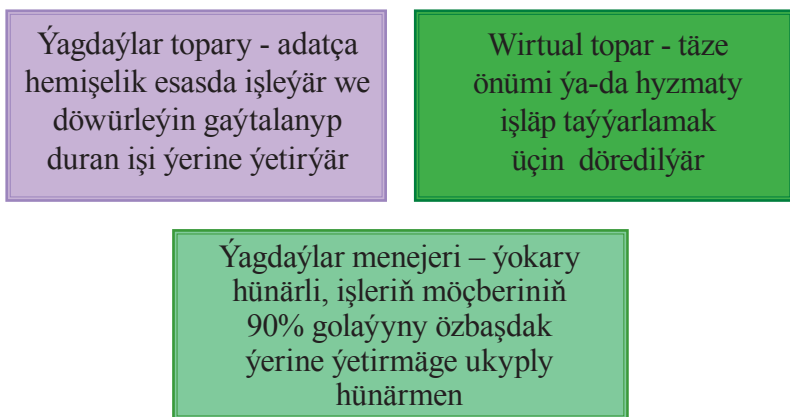 Ýagdaýlar topary - adatça
hemişelik esasda işleýär we
döwürleýin gaýtalanyp
duran işi ýerine ýetirýär
Wirtual topar - täze
önümi ýa-da hyzmaty
işläp taýýarlamak
üçin döredilýär
Ýagdaýlar menejeri – ýokary
hünärli, işleriň möçberiniň
90% golaýyny özbaşdak
ýerine ýetirmäge ukyply
hünärmen